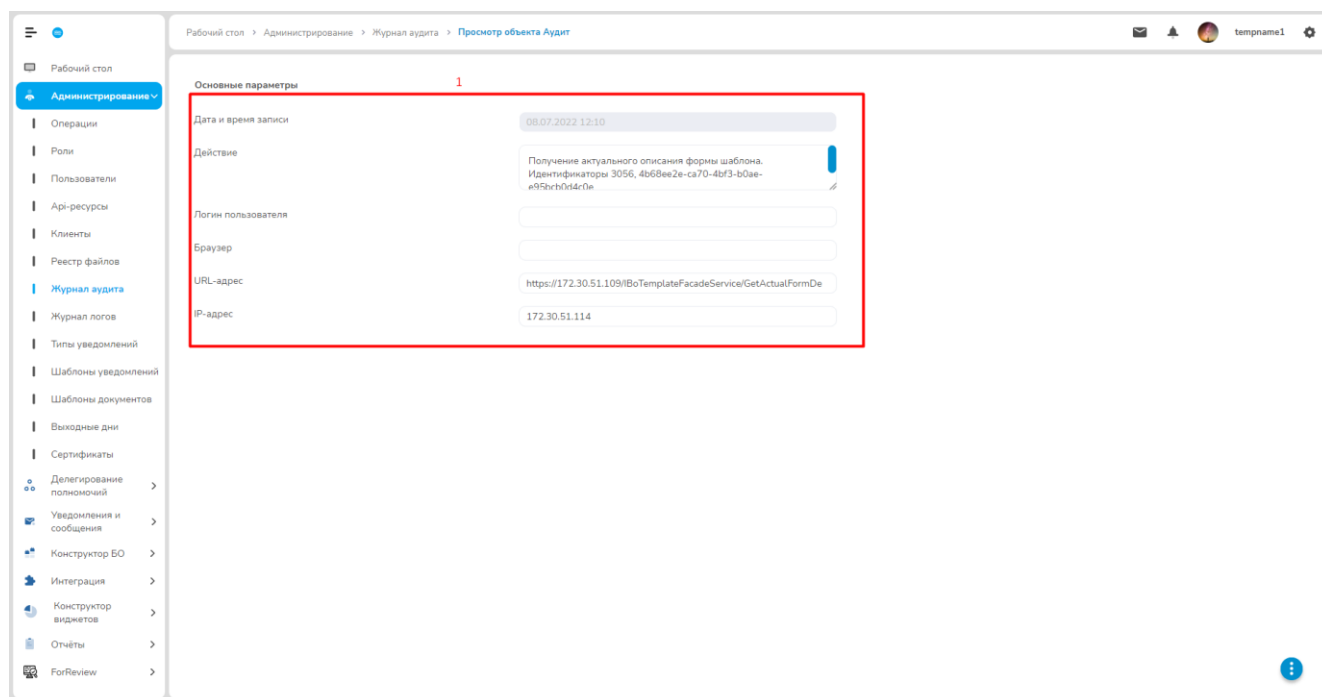 Рабочий стол > Администрирование > Журнал аудита > Просмотр объекта Аудит
tempname1
Рабочий стол
Администрирование
Операции
Роли
Пользователи
Api-ресурсы
Клиенты
Реестр файлов
Журнал аудита
Журнал логов
Типы уведомлений
Шаблоны уведомлений
Шаблоны документов
Выходные дни
Сертификаты
Делегирование
полномочий
Уведомления и
сообщения
Конструктор БО
Интеграция
Конструктор
виджетов
Отчёты
ForReview
Основные параметры
1
Дата и время записи
08.07.2022 12:10
Действие
Получение актуального описания формы шаблона.
Идентификаторы 3056, 4b68ee2e-ca70-4bf3-b0ae-
e95bcb0d4c0e
Логин пользователя
Браузер
URL-адрес
https://172.30.51.109/IBoTemplateFacadeService/GetActualFormDe
IP-адрес
172.30.51.114